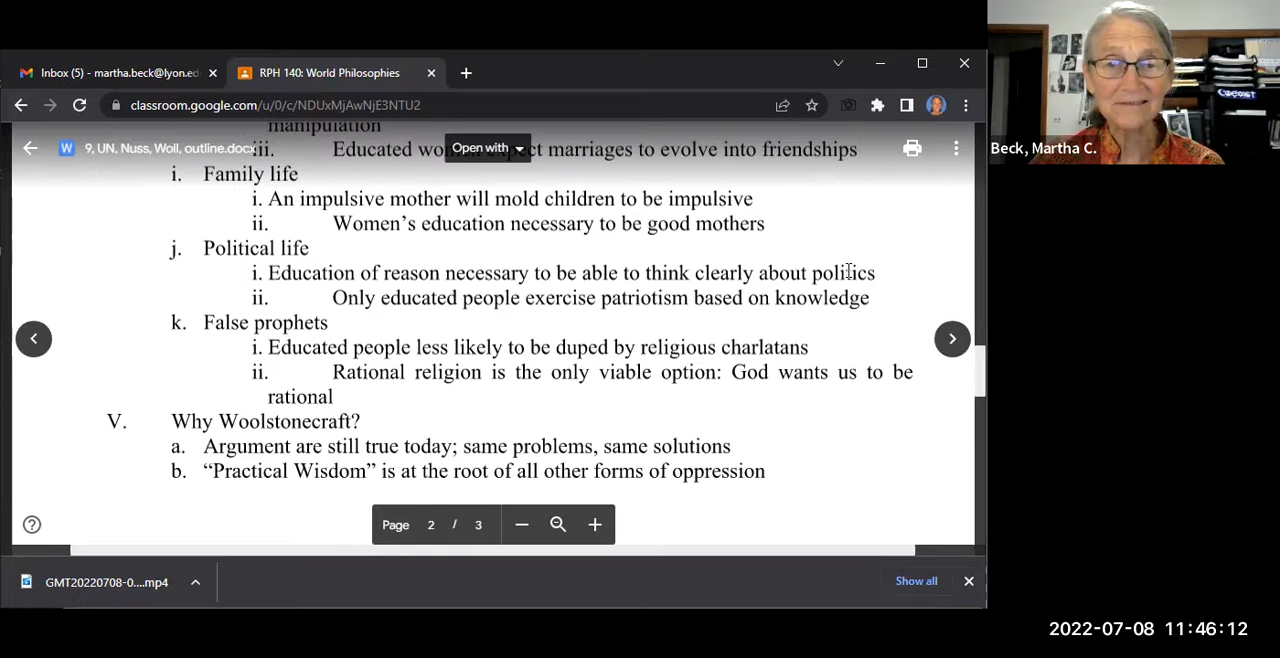 Inbox (5) - martha.beck@lyon.ed
RPH 140: World Philosophies
classroom.google.com/u/0/c/NDUxMjAwNjE3NTU2
Beck, Martha C.
manipulation
W 9, UN, Nuss, Woll, outline.docx
Open with
iii. Educated women expect marriages to evolve into friendships
i. Family life
i. An impulsive mother will mold children to be impulsive
ii. Women’s education necessary to be good mothers
j. Political life
i. Education of reason necessary to be able to think clearly about politics
ii. Only educated people exercise patriotism based on knowledge
k. False prophets
i. Educated people less likely to be duped by religious charlatans
ii. Rational religion is the only viable option: God wants us to be
rational
V. Why Woolstonecraft?
a. Argument are still true today; same problems, same solutions
b. “Practical Wisdom” is at the root of all other forms of oppression
Page 2 / 3
GMT20220708-0....mp4
Show all
2022-07-08 11:46:12